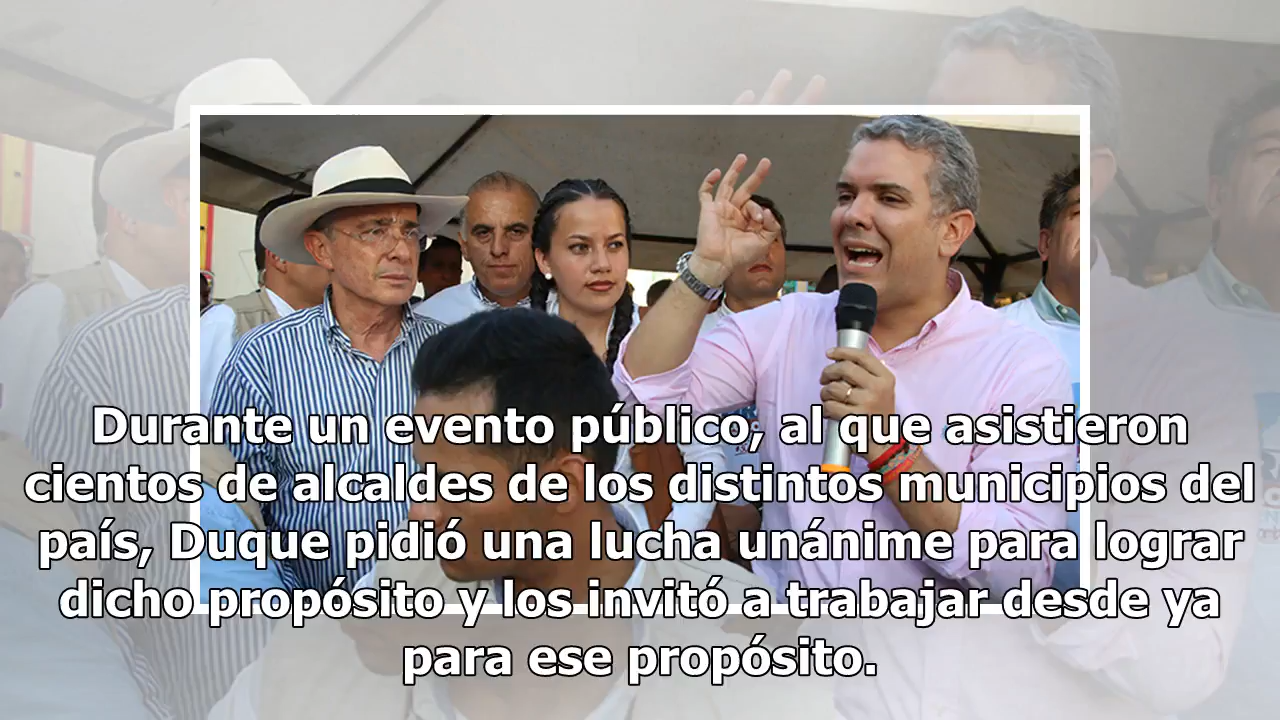 Durante un evento público, al que asistieron
cientos de alcaldes de los distintos municipios del
país, Duque pidió una lucha unánime para lograr
dicho propósito y los invitó a trabajar desde ya
para ese propósito.